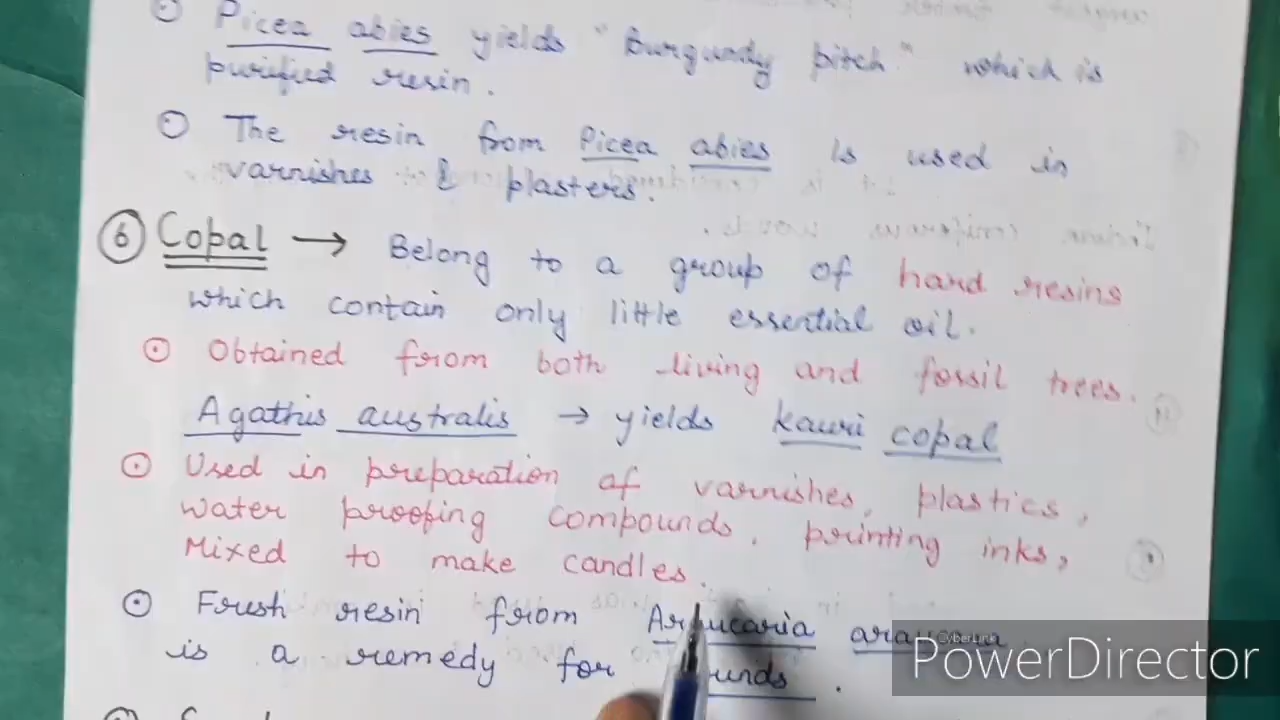 Picea abies yields "Burgundy pitch" which is
purified resin.
The resin from Picea abies is used in
varnishes & plasters.
6 Copal → Belong to a group of hard resins
which contain only little essential oil.
Obtained from both living and fossil trees.
Agathis australis → yields kauri copal
Used in preparation of varnishes, plastics,
water proofing compounds, printing inks,
Mixed to make candles.
Fresh resin from Araucaria
is a remedy for
CyberLink
PowerDirector